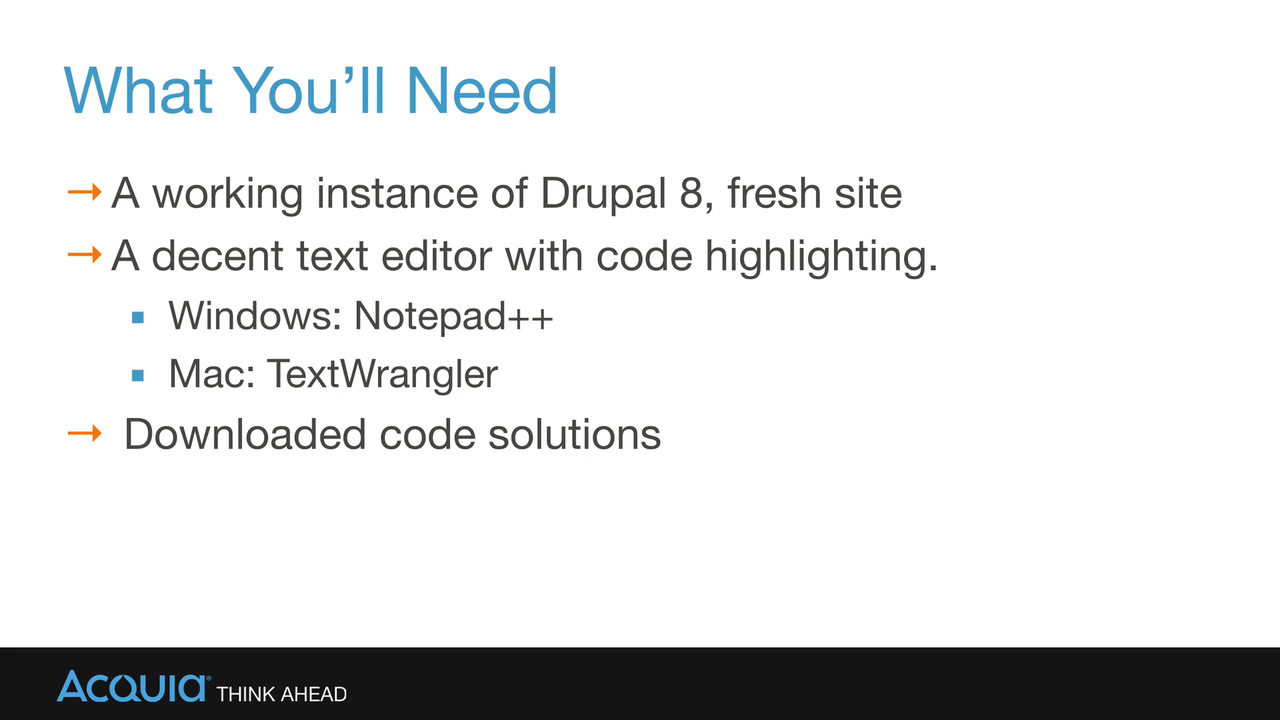 What You’ll Need
→ A working instance of Drupal 8, fresh site
→ A decent text editor with code highlighting.
▪ Windows: Notepad++
▪ Mac: TextWrangler
→ Downloaded code solutions
ACQUIA® THINK AHEAD